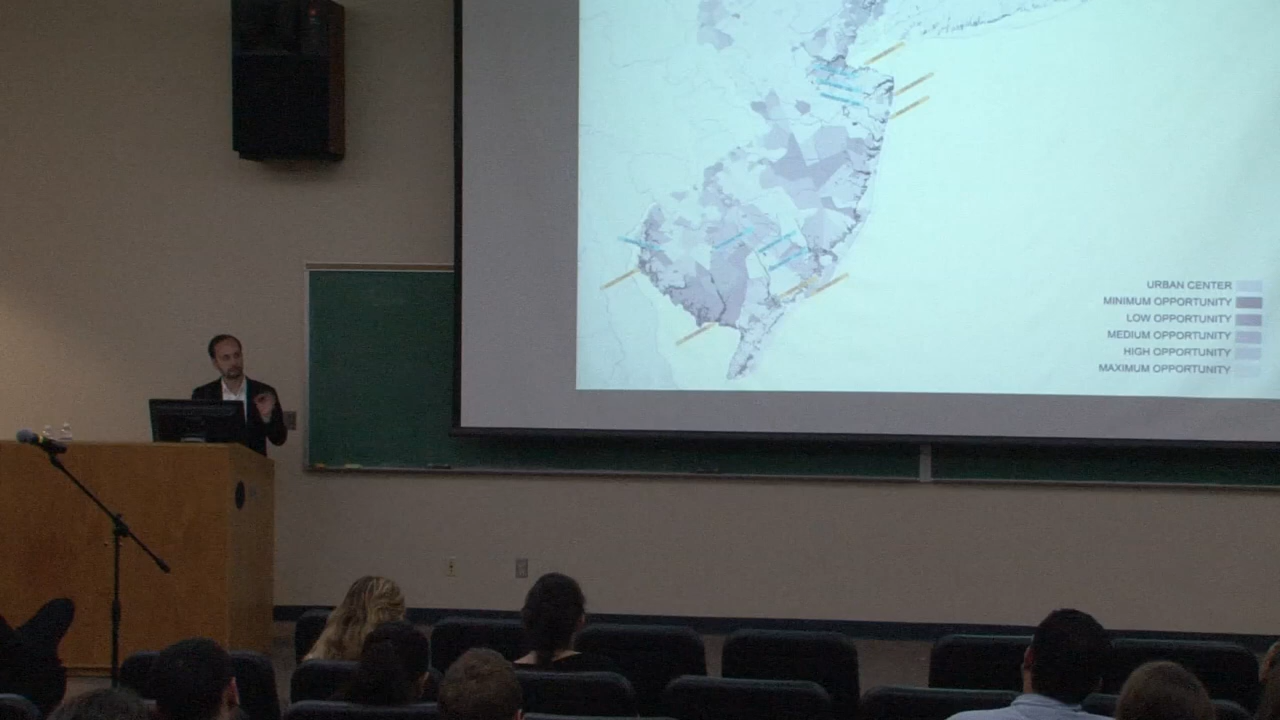 URBAN CENTER
MINIMUM OPPORTUNITY
LOW OPPORTUNITY
MEDIUM OPPORTUNITY
HIGH OPPORTUNITY
MAXIMUM OPPORTUNITY